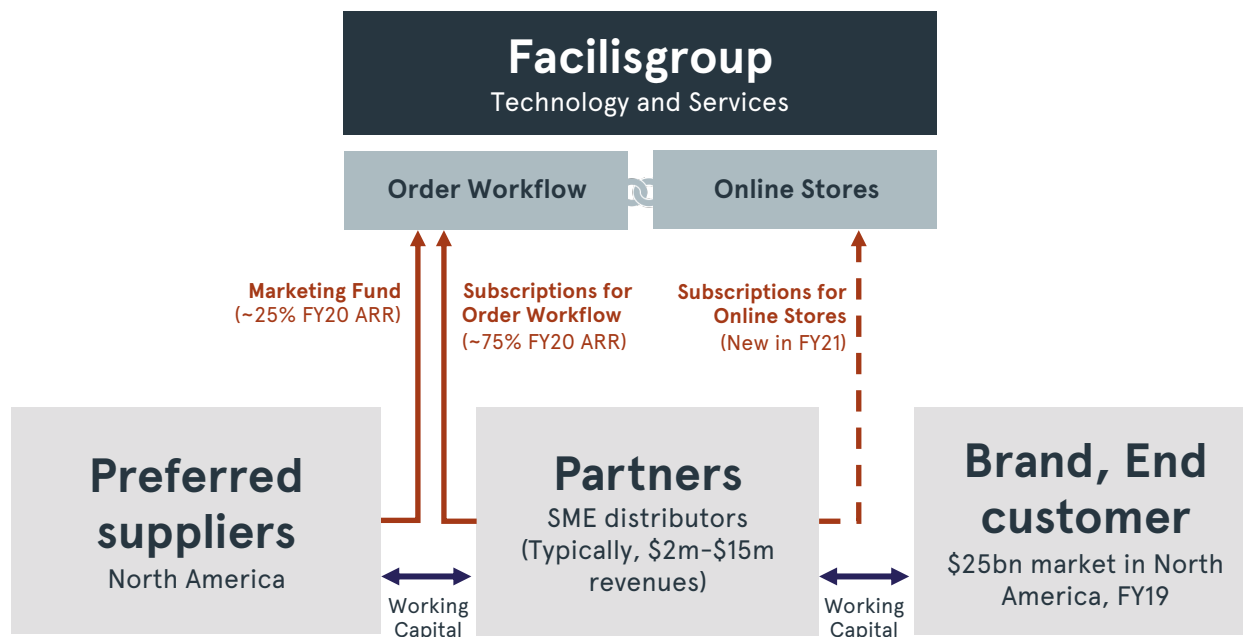 Facilisgroup
Technology and Services
Order Workflow
Online Stores
Marketing Fund
(~25% FY20 ARR)
Subscriptions for
Order Workflow
(~75% FY20 ARR)
Subscriptions for
Online Stores
(New in FY21)
Preferred
suppliers
North America
Working
Capital
Partners
SME distributors
(Typically, $2m-$15m
revenues)
Working
Capital
Brand, End
customer
$25bn market in North
America, FY19